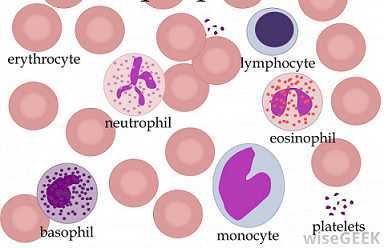 erythrocyte
lymphocyte
neutrophil
eosinophil
basophil
monocyte
platelets
wiseGEEK